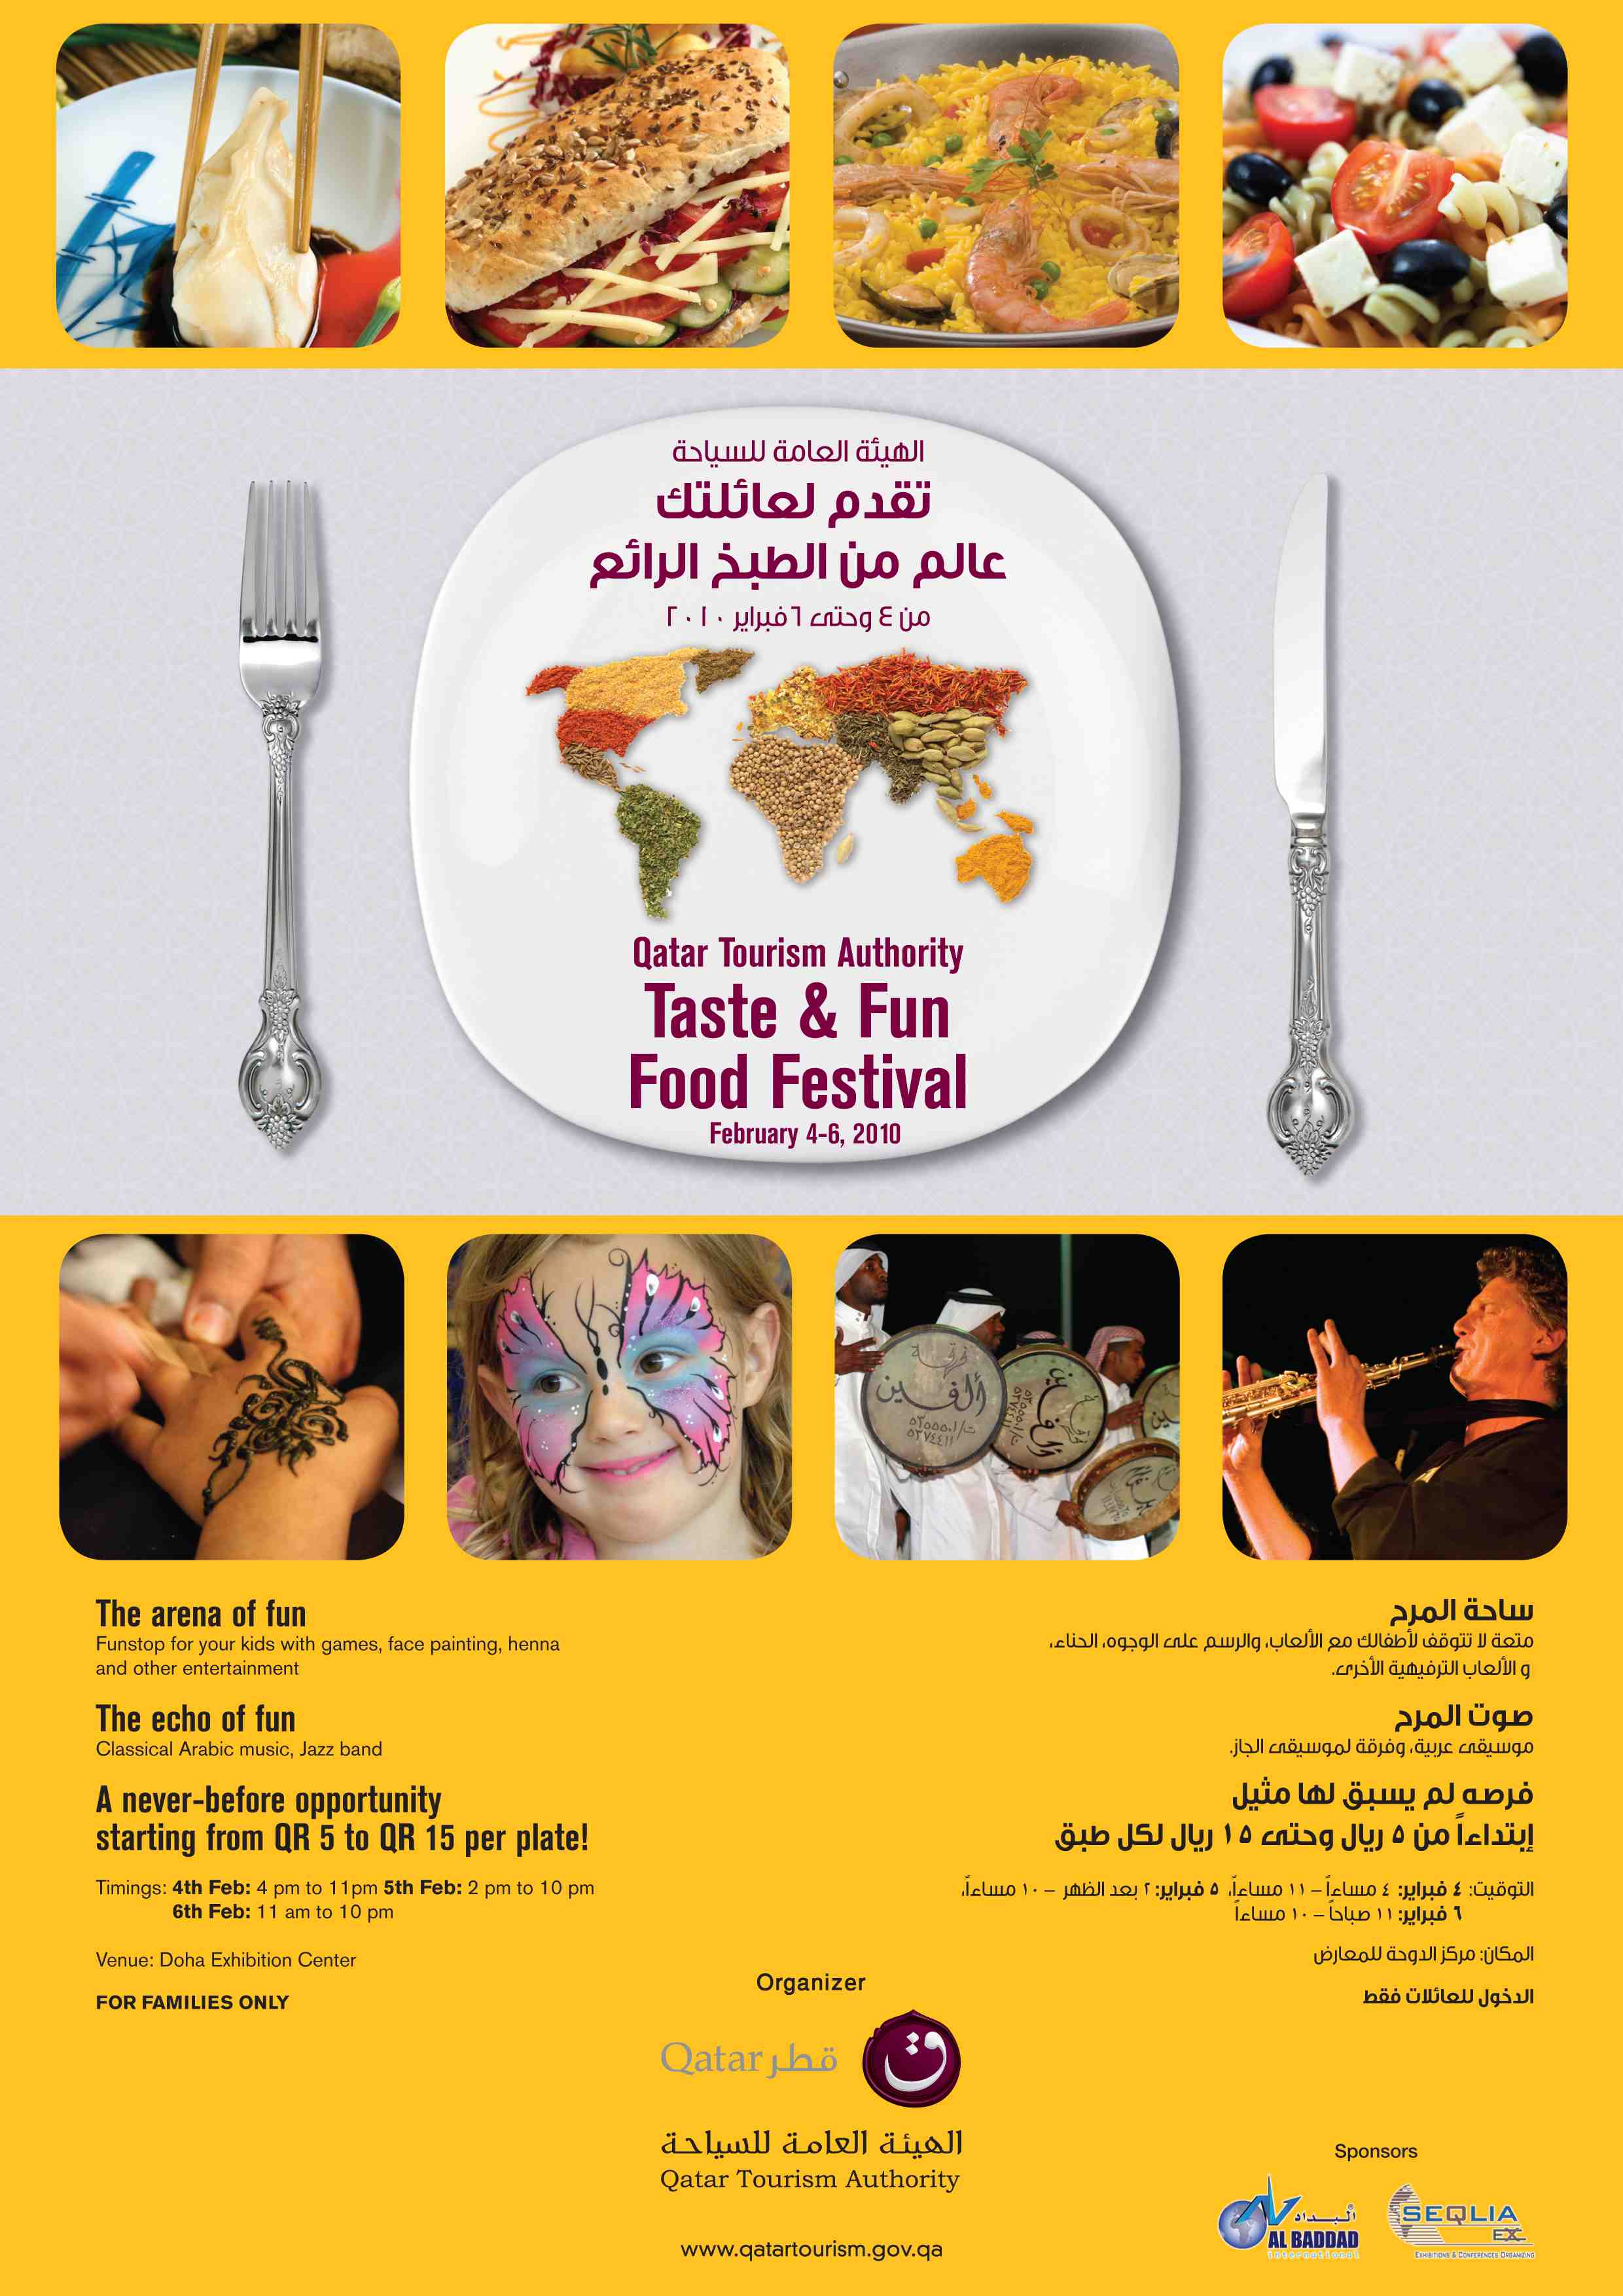 الهيئة العامة للسياحة
تقدم لعائلتك
عالم من الطبخ الرائع
من ٤ وحتى ٦ فبراير ٢٠١٠
Qatar Tourism Authority
Taste & Fun
Food Festival
February 4-6, 2010
فرقة
ألفين
The arena of fun
Funstop for your kids with games, face painting, henna
and other entertainment
The echo of fun
Classical Arabic music, Jazz band
A never-before opportunity
starting from QR 5 to QR 15 per plate!
Timings: 4th Feb: 4 pm to 11pm 5th Feb: 2 pm to 10 pm
6th Feb: 11 am to 10 pm
Venue: Doha Exhibition Center
FOR FAMILIES ONLY
ساحة المرح
متعة لا تتوقف لأطفالك مع الألعاب، والرسم على الوجوه، الحناء،
و الألعاب الترفيهية الأخرى.
صوت المرح
موسيقى عربية، وفرقة لموسيقى الجاز.
فرصه لم يسبق لها مثيل
إبتداءاً من ٥ ريال وحتى ١٥ ريال لكل طبق
التوقيت: ٤ فبراير: ٤ مساءاً – ١١ مساءاً، ٥ فبراير: ٢ بعد الظهر – ١٠ مساءاً،
٦ فبراير: ١١ صباحاً – ١٠ مساءاً
المكان: مركز الدوحة للمعارض
الدخول للعائلات فقط
Organizer
Qatar قطر
الهيئة العامة للسياحة
Qatar Tourism Authority
www.qatartourism.gov.qa
Sponsors
البداد
AL BADDAD
international
SEQLIA
EX
EXHIBITIONS & CONFERENCES ORGANIZING